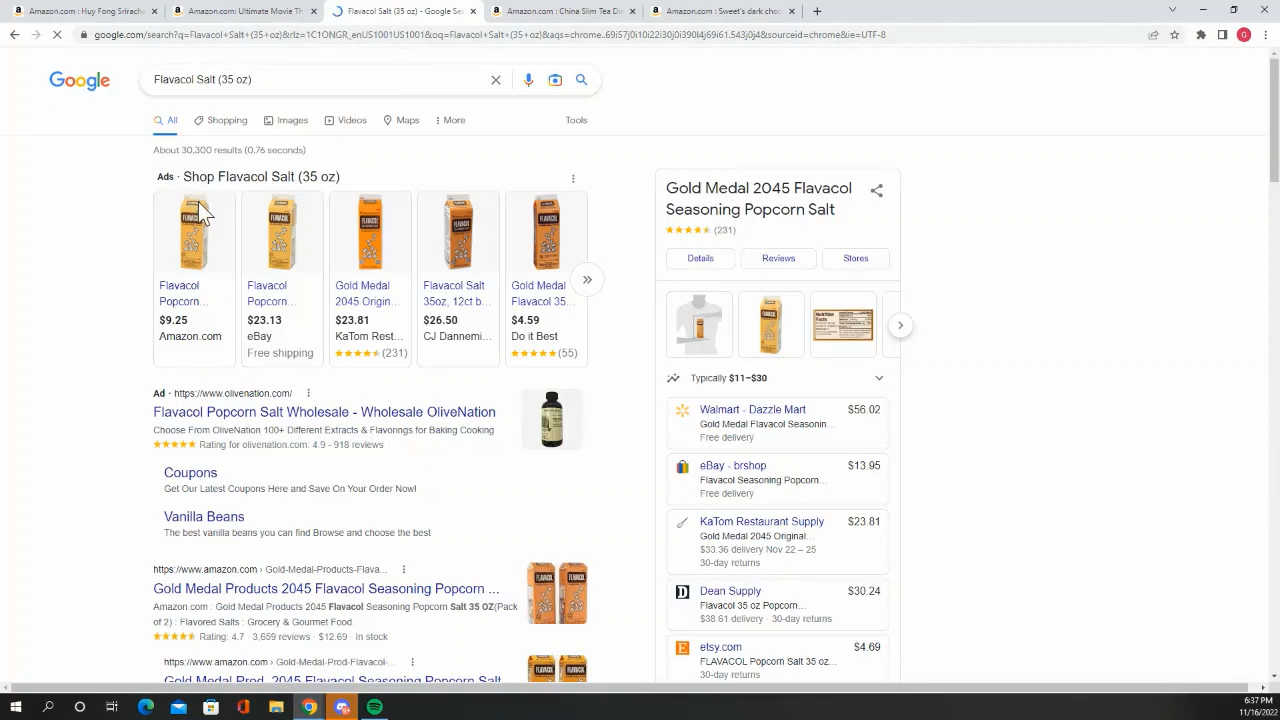 Amazon.com : Huy Fong Srirach
Amazon.com: Ultimate Movie Th
Flavacol Salt (35 oz) - Google Se
Amazon.com : China Slim Tea Di
Amazon.com : Sweet's dark choc
google.com/search?q=Flavacol+Salt+(35+oz)&rlz=1C1ONGR_enUS1001US1001&oq=Flavacol+Salt+(35+oz)&aqs=chrome..69i57j0i10i22i30j0i390l4j69i61.543j0j4&sourceid=chrome&ie=UTF-8
G
Google
Flavacol Salt (35 oz)
All
Shopping
Images
Videos
Maps
More
Tools
About 30,300 results (0.76 seconds)
Ads · Shop Flavacol Salt (35 oz)
Flavacol
Popcorn...
$9.25
Amazon.com
Flavacol
Popcorn...
$23.13
eBay
Free shipping
Gold Medal
2045 Origin...
$23.81
KaTom Rest...
(231)
Flavacol Salt
35oz, 12ct b...
$26.50
CJ Dannemi...
Gold Medal
Flavacol 35...
$4.59
Do it Best
(55)
Ad · https://www.olivenation.com/
Flavacol Popcorn Salt Wholesale - Wholesale OliveNation
Choose From OliveNation 100+ Different Extracts & Flavorings for Baking Cooking
Rating for olivenation.com: 4.9 - 918 reviews
Coupons
Get Our Latest Coupons Here and Save On Your Order Now!
Vanilla Beans
The best vanilla beans you can find Browse and choose the best
https://www.amazon.com › Gold-Medal-Products-Flava...
Gold Medal Products 2045 Flavacol Seasoning Popcorn ...
Amazon.com : Gold Medal Products 2045 Flavacol Seasoning Popcorn Salt 35 OZ(Pack
of 2) : Flavored Salts : Grocery & Gourmet Food.
Rating: 4.7 · 3,659 reviews · $12.69 · In stock
https://www.amazon.com › Gold-Medal-Prod-Flavacol-...
Gold Medal Prod. 2045 Flavacol Seasoning Popcorn Salt
Gold Medal 2045 Flavacol
Seasoning Popcorn Salt
(231)
Details
Reviews
Stores
Nutrition
Facts
Typically $11–$30
Walmart - Dazzle Mart
$56.02
Gold Medal Flavacol Seasonin...
Free delivery
eBay - brshop
$13.95
Flavacol Seasoning Popcorn...
Free delivery
KaTom Restaurant Supply
$23.81
Gold Medal 2045 Original...
$33.36 delivery Nov 22 – 25
30-day returns
Dean Supply
$30.24
Flavacol 35 oz Popcorn...
$38.61 delivery · 30-day returns
etsy.com
$4.69
FLAVACOL Popcorn Salt 35 oz...
30-day returns
6:37 PM
11/16/2022